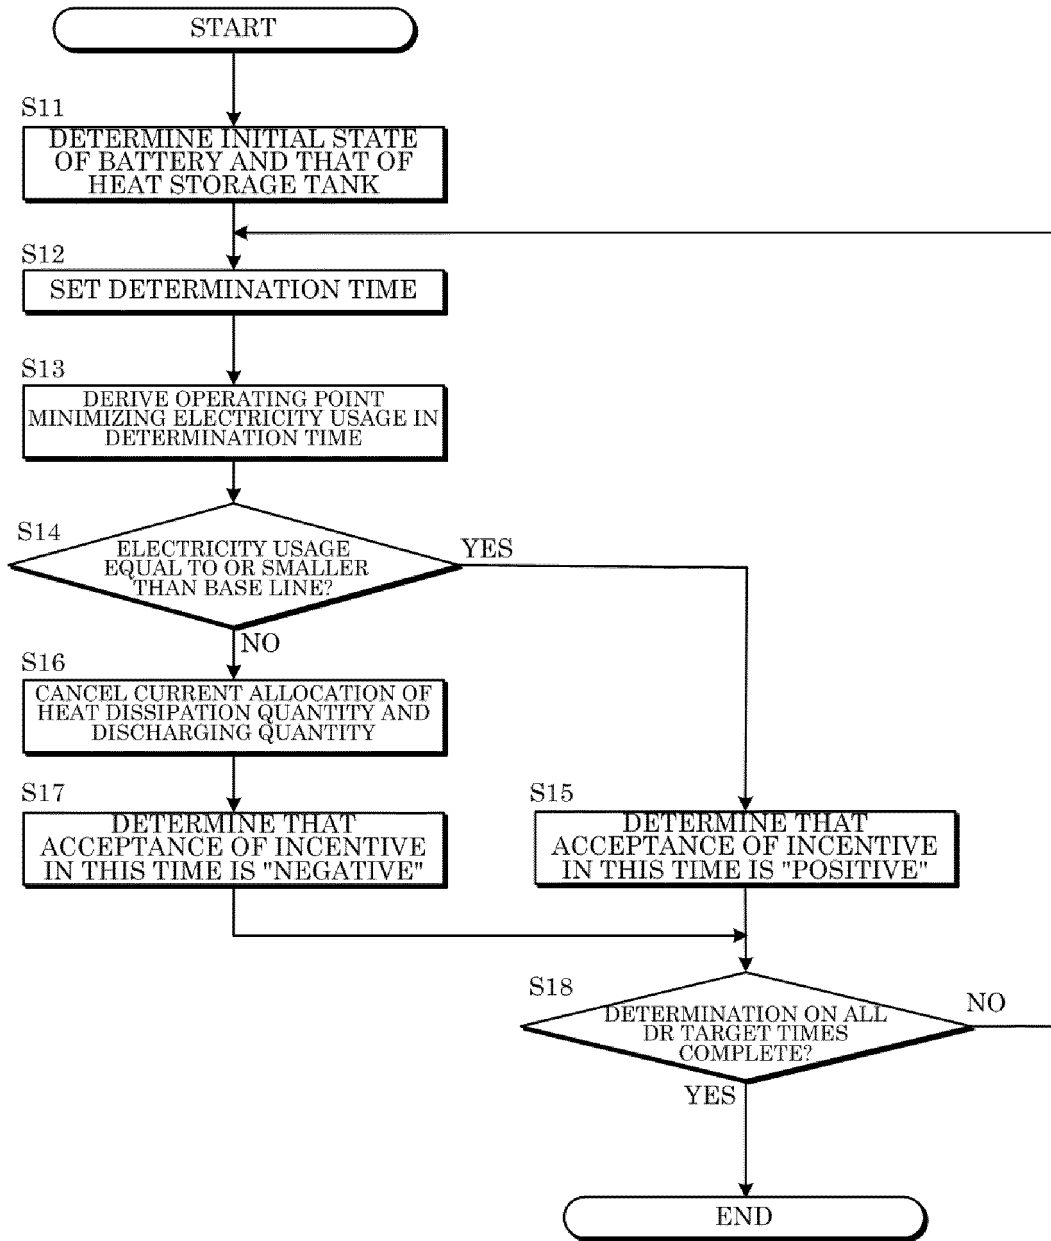 START
S11
DETERMINE INITIAL STATE
OF BATTERY AND THAT OF
HEAT STORAGE TANK
S12
SET DETERMINATION TIME
S13
DERIVE OPERATING POINT
MINIMIZING ELECTRICITY USAGE IN
DETERMINATION TIME
S14
ELECTRICITY USAGE
EQUAL TO OR SMALLER
THAN BASE LINE?
YES
NO
S16
CANCEL CURRENT ALLOCATION OF
HEAT DISSIPATION QUANTITY AND
DISCHARGING QUANTITY
S17
DETERMINE THAT
ACCEPTANCE OF INCENTIVE
IN THIS TIME IS "NEGATIVE"
S15
DETERMINE THAT
ACCEPTANCE OF INCENTIVE
IN THIS TIME IS "POSITIVE"
S18
DETERMINATION ON ALL
DR TARGET TIMES
COMPLETE?
NO
YES
END